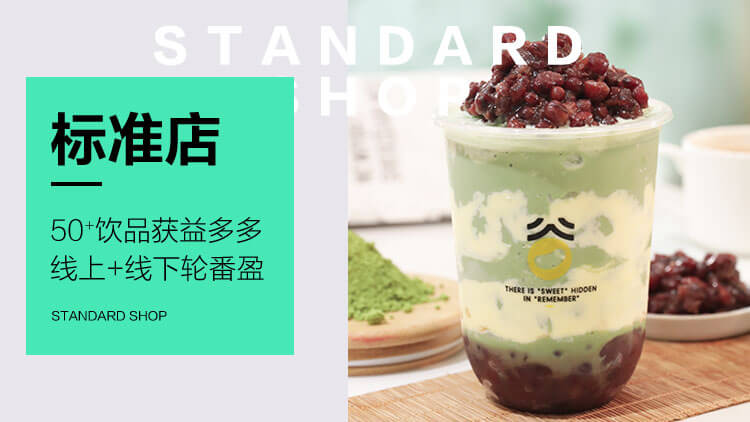 STANDARD
SHOP
标准店
50+饮品获益多多
线上+线下轮番盈
STANDARD SHOP
THERE IS "SWEET" HIDDEN
IN "REMEMBER"